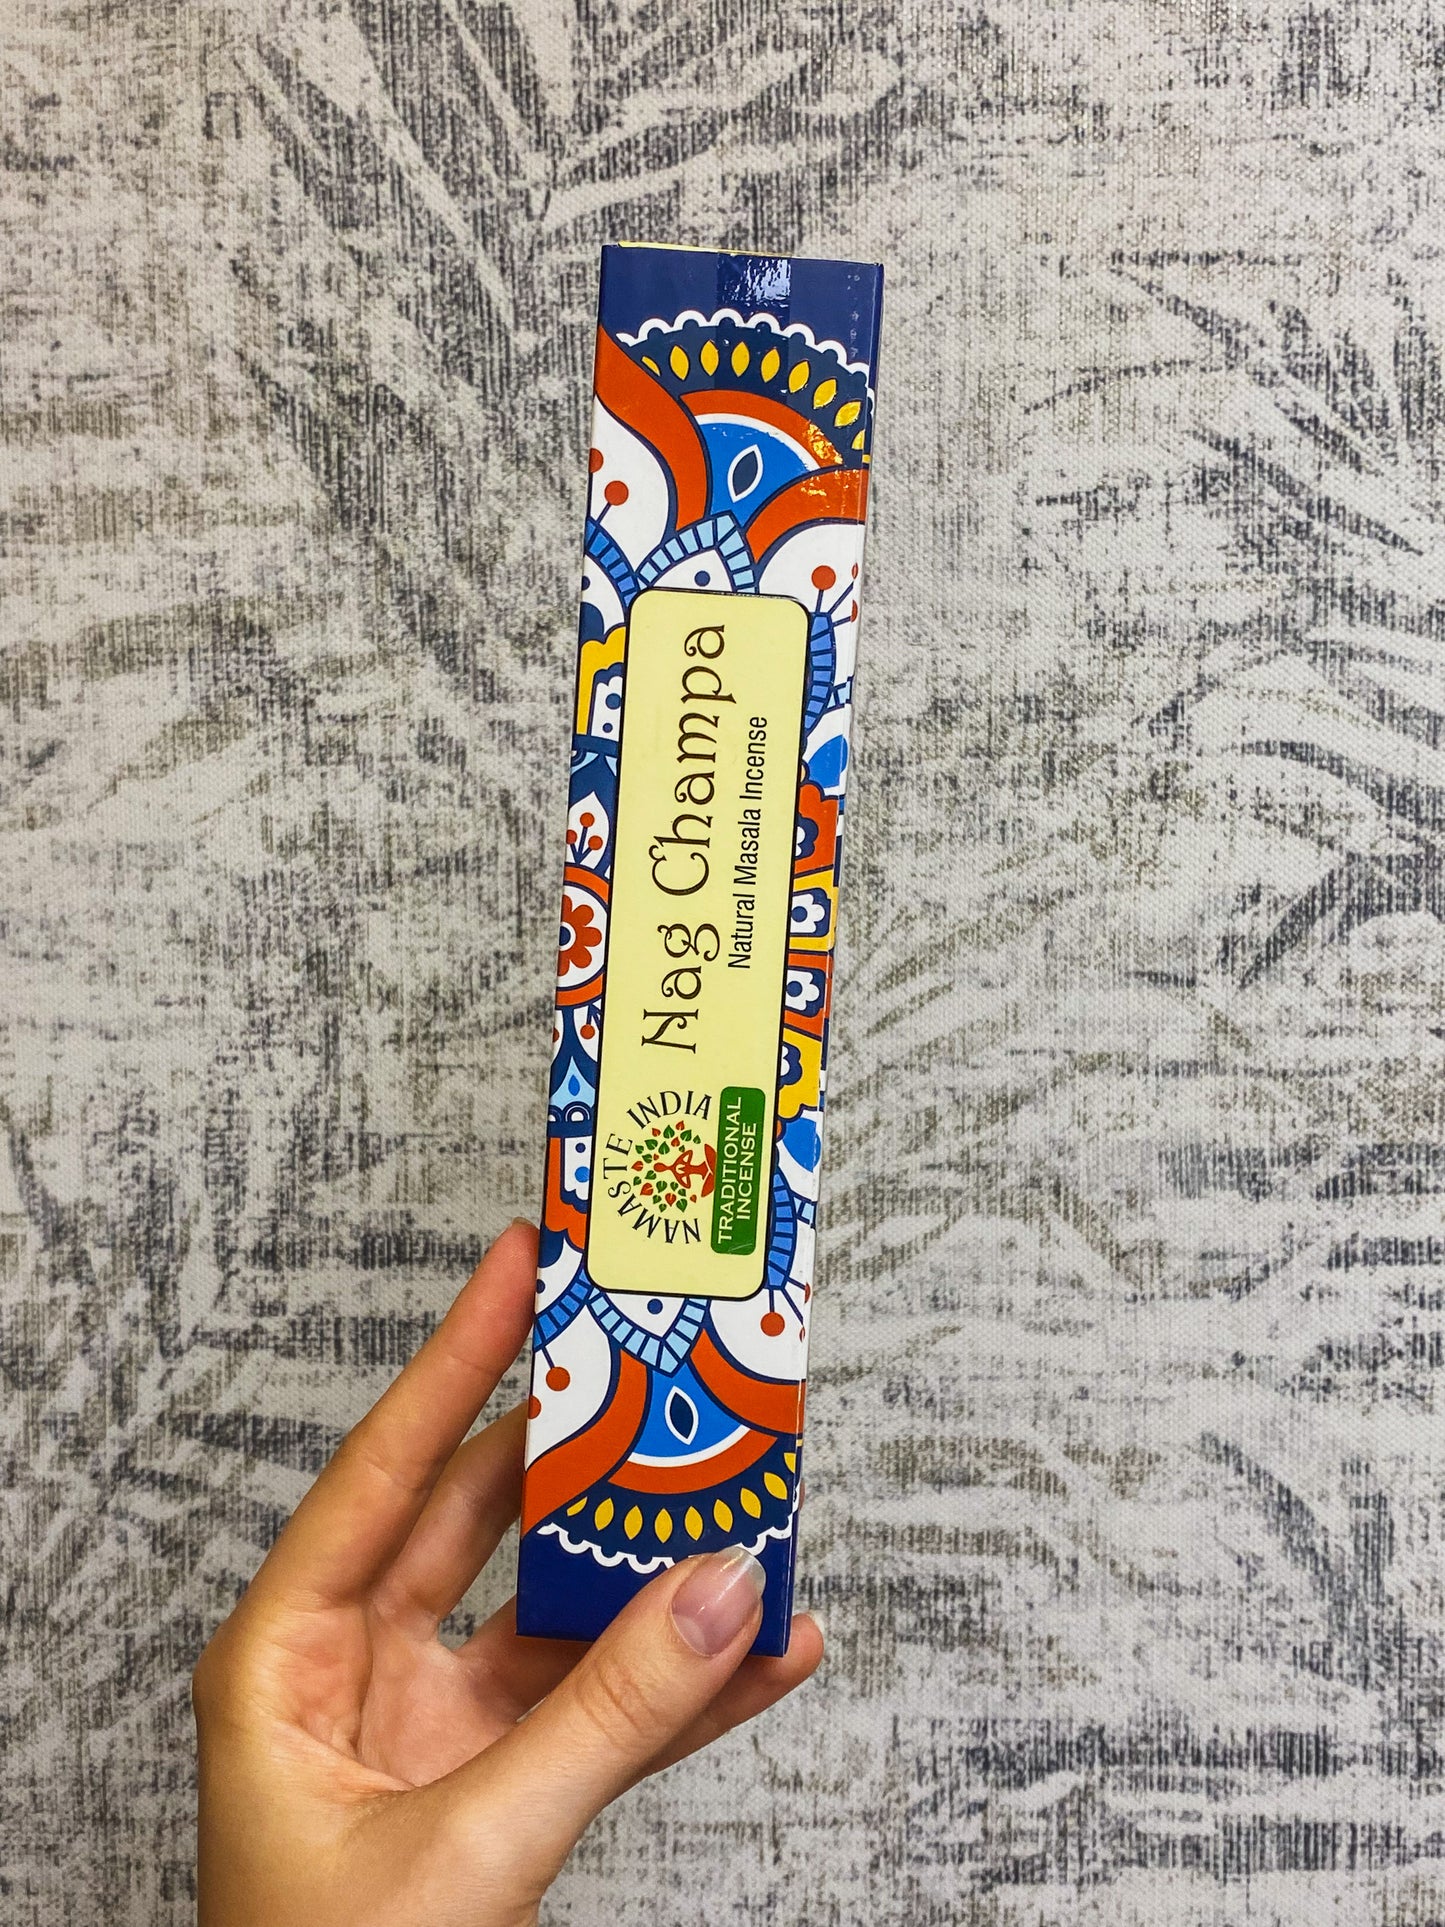 Nag Champa
Natural Masala Incense
NAMASTE INDIA
TRADITIONAL
INCENSE